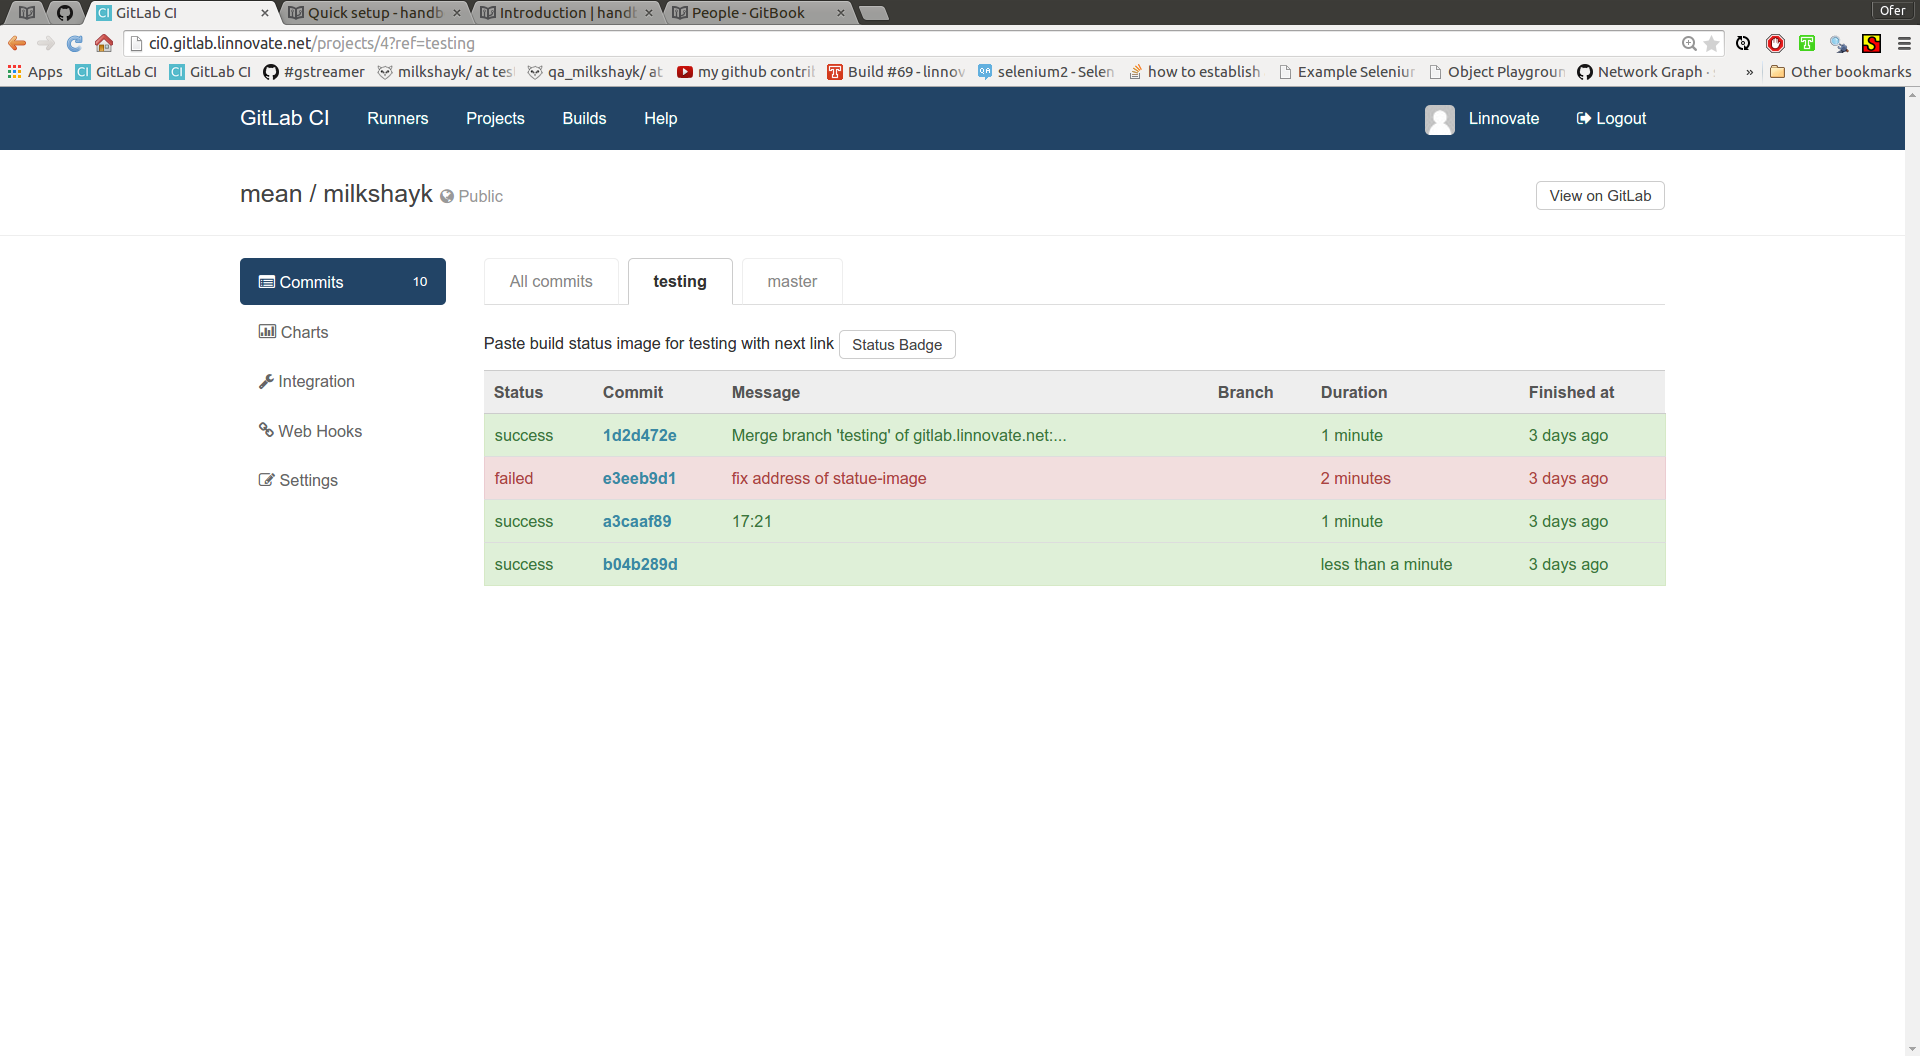 GitLab CI
Quick setup - handb
Introduction | handb
People - GitBook
Ofer
ci0.gitlab.linnovate.net/projects/4?ref=testing
Apps
GitLab CI
GitLab CI
#gstreamer
milkshayk/ at tes
qa_milkshayk/ at
my github contri
Build #69 - linnov
selenium2 - Selen
how to establish
Example Seleniur
Object Playgroun
Network Graph ·
»
Other bookmarks
GitLab CI
Runners
Projects
Builds
Help
Linnovate
Logout
mean / milkshayk Public
View on GitLab
Commits 10
Charts
Integration
Web Hooks
Settings
All commits
testing
master
Paste build status image for testing with next link Status Badge
Status Commit Message Branch Duration Finished at
success 1d2d472e Merge branch 'testing' of gitlab.linnovate.net:... 1 minute 3 days ago
failed e3eeb9d1 fix address of statue-image 2 minutes 3 days ago
success a3caaf89 17:21 1 minute 3 days ago
success b04b289d less than a minute 3 days ago